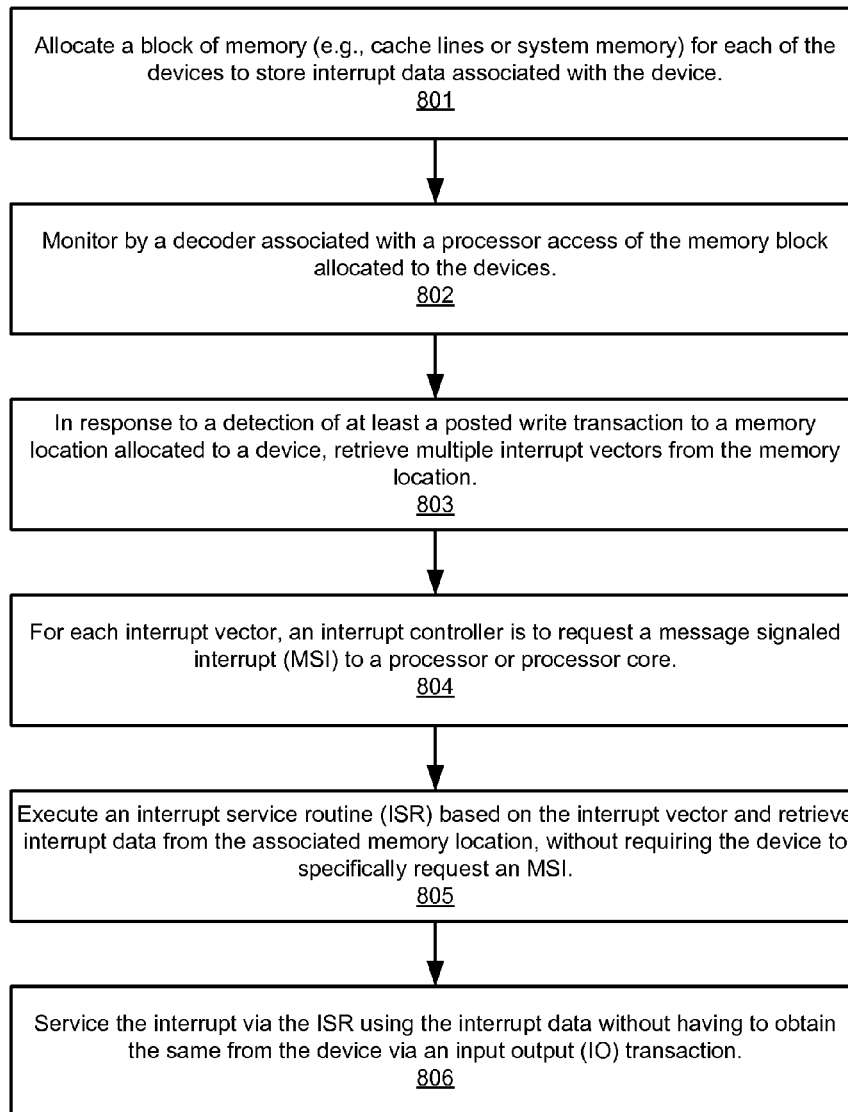 Allocate a block of memory (e.g., cache lines or system memory) for each of the
devices to store interrupt data associated with the device.
801
Monitor by a decoder associated with a processor access of the memory block
allocated to the devices.
802
In response to a detection of at least a posted write transaction to a memory
location allocated to a device, retrieve multiple interrupt vectors from the memory
location.
803
For each interrupt vector, an interrupt controller is to request a message signaled
interrupt (MSI) to a processor or processor core.
804
Execute an interrupt service routine (ISR) based on the interrupt vector and retrieve
interrupt data from the associated memory location, without requiring the device to
specifically request an MSI.
805
Service the interrupt via the ISR using the interrupt data without having to obtain
the same from the device via an input output (IO) transaction.
806